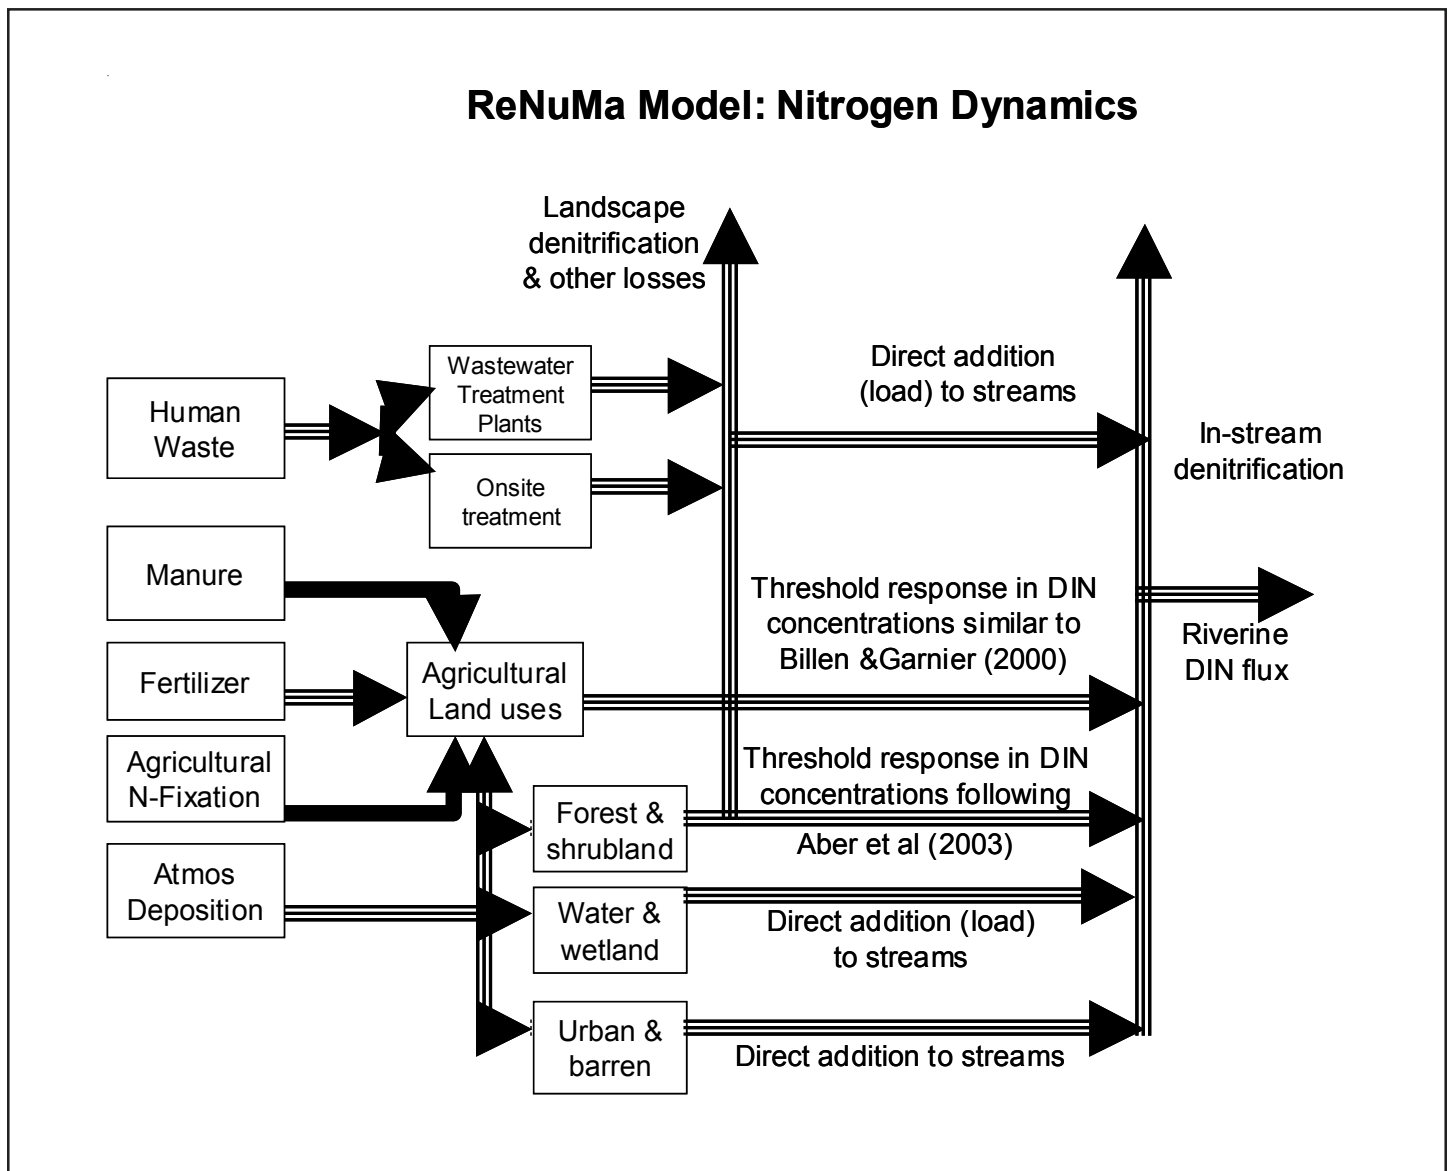 ReNuMa Model: Nitrogen Dynamics
Landscape
denitrification
& other losses
Wastewater
Treatment
Plants
Direct addition
(load) to streams
Human
Waste
In-stream
denitrification
Onsite
treatment
Manure
Threshold response in DIN
concentrations similar to
Billen &Garnier (2000)
Riverine
DIN flux
Fertilizer
Agricultural
Land uses
Agricultural
N-Fixation
Threshold response in DIN
concentrations following
Aber et al (2003)
Forest &
shrubland
Atmos
Deposition
Water &
wetland
Direct addition (load)
to streams
Urban &
barren
Direct addition to streams